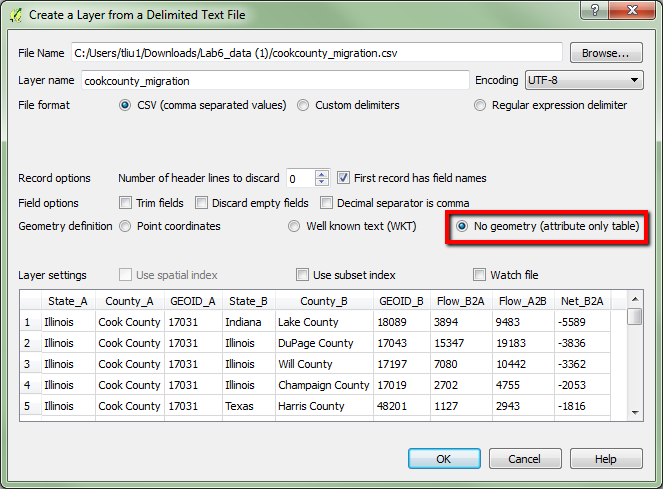 Create a Layer from a Delimited Text File
File Name C:/Users/tliu1/Downloads/Lab6_data (1)/cookcounty_migration.csv Browse...
Layer name cookcounty_migration Encoding UTF-8
File format CSV (comma separated values) Custom delimiters Regular expression delimiter
Record options Number of header lines to discard 0 First record has field names
Field options Trim fields Discard empty fields Decimal separator is comma
Geometry definition Point coordinates Well known text (WKT) No geometry (attribute only table)
Layer settings Use spatial index Use subset index Watch file
State_A County_A GEOID_A State_B County_B GEOID_B Flow_B2A Flow_A2B Net_B2A
1 Illinois Cook County 17031 Indiana Lake County 18089 3894 9483 -5589
2 Illinois Cook County 17031 Illinois DuPage County 17043 15347 19183 -3836
3 Illinois Cook County 17031 Illinois Will County 17197 7080 10442 -3362
4 Illinois Cook County 17031 Illinois Champaign County 17019 2702 4755 -2053
5 Illinois Cook County 17031 Texas Harris County 48201 1127 2943 -1816
OK Cancel Help